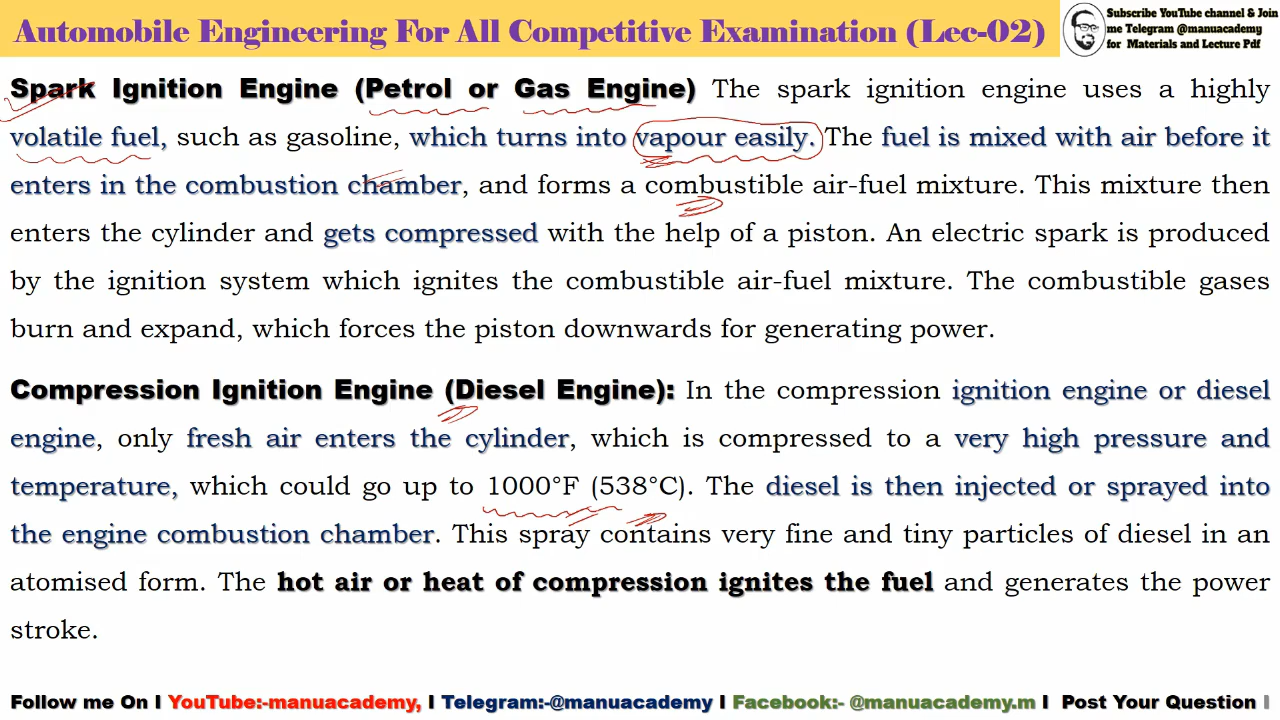 Automobile Engineering For All Competitive Examination (Lec-02)
Subscribe YouTube channel & Join
me Telegram @manuacademy
for Materials and Lecture Pdf
Spark Ignition Engine (Petrol or Gas Engine) The spark ignition engine uses a highly
volatile fuel, such as gasoline, which turns into vapour easily. The fuel is mixed with air before it
enters in the combustion chamber, and forms a combustible air-fuel mixture. This mixture then
enters the cylinder and gets compressed with the help of a piston. An electric spark is produced
by the ignition system which ignites the combustible air-fuel mixture. The combustible gases
burn and expand, which forces the piston downwards for generating power.
Compression Ignition Engine (Diesel Engine): In the compression ignition engine or diesel
engine, only fresh air enters the cylinder, which is compressed to a very high pressure and
temperature, which could go up to 1000°F (538°C). The diesel is then injected or sprayed into
the engine combustion chamber. This spray contains very fine and tiny particles of diesel in an
atomised form. The hot air or heat of compression ignites the fuel and generates the power
stroke.
Follow me On I YouTube:-manuacademy, I Telegram:-@manuacademy I Facebook:- @manuacademy.m I Post Your Question I